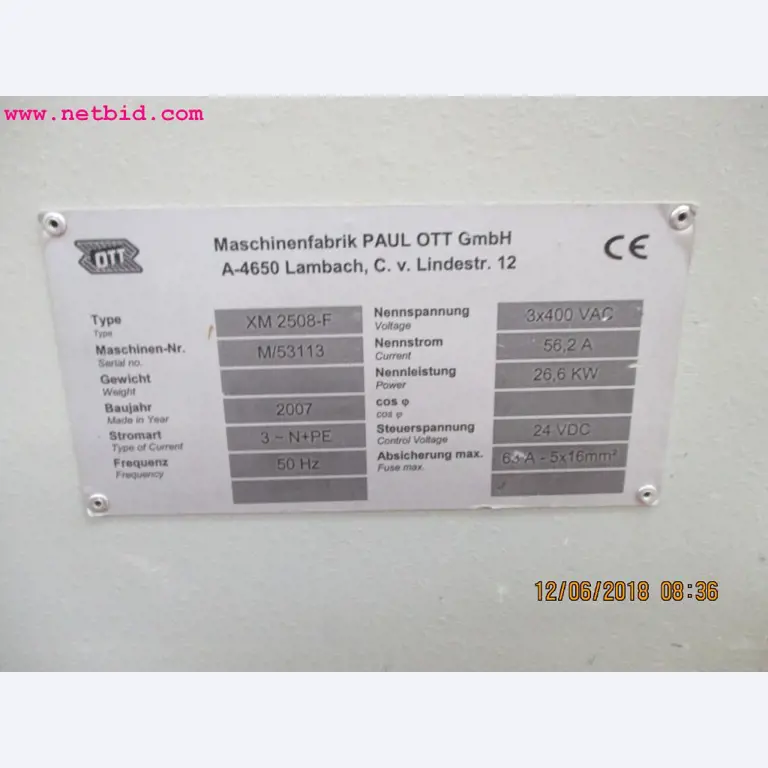 www.netbid.com
OTT
Maschinenfabrik PAUL OTT GmbH
A-4650 Lambach, C. v. Lindestr. 12
CE
Type XM 2508-F
Type
Maschinen-Nr. M/53113
Serial no.
Gewicht
Weight
Baujahr 2007
Made in Year
Stromart 3 ~ N+PE
Type of Current
Frequenz 50 Hz
Frequency
Nennspannung 3x400 VAC
Voltage
Nennstrom 56,2 A
Current
Nennleistung 26,6 KW
Power
cos φ
cos φ
Steuerspannung 24 VDC
Control Voltage
Absicherung max. 63 A - 5x16mm²
Fuse max.
12/06/2018 08:36